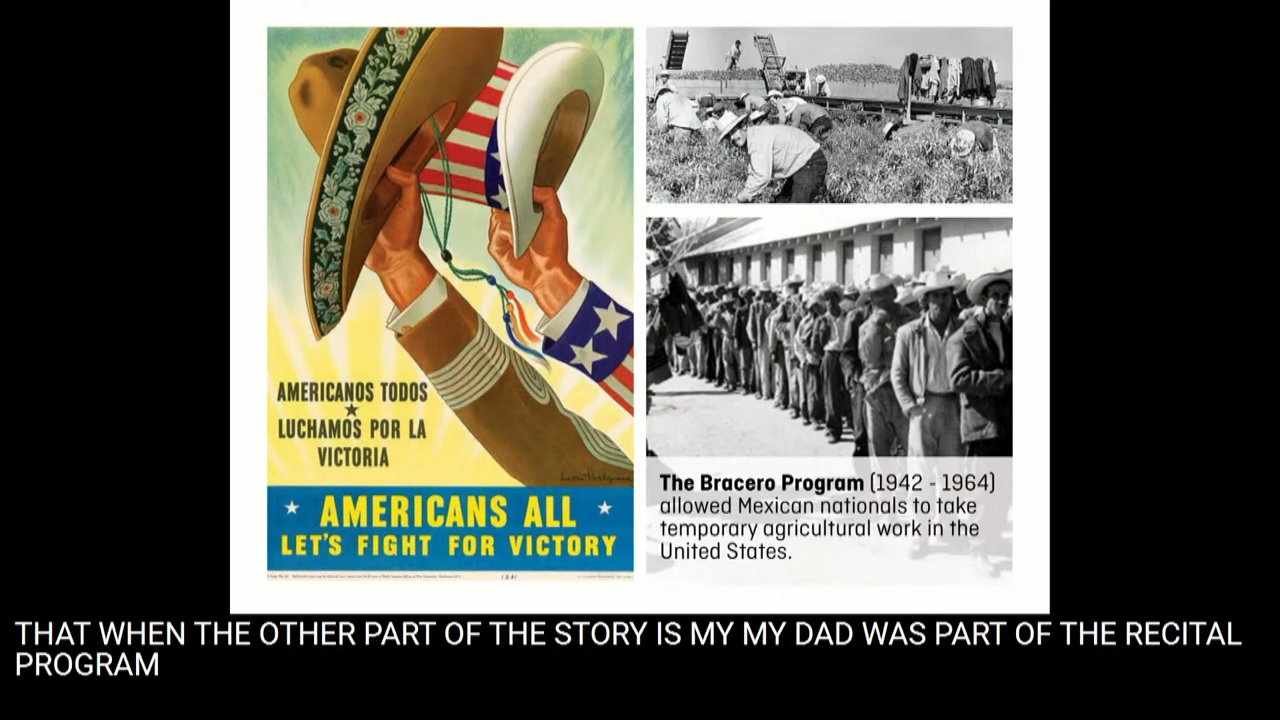 AMERICANOS TODOS
LUCHAMOS POR LA
VICTORIA
AMERICANS ALL
LET'S FIGHT FOR VICTORY
The Bracero Program (1942 - 1964)
allowed Mexican nationals to take
temporary agricultural work in the
United States.
THAT WHEN THE OTHER PART OF THE STORY IS MY MY DAD WAS PART OF THE RECITAL
PROGRAM